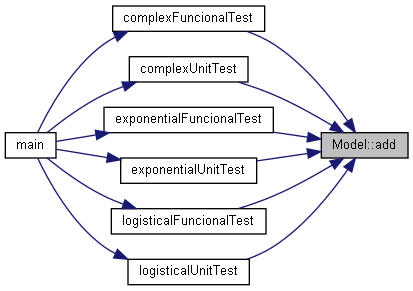 complexFuncionalTest
complexUnitTest
exponentialFuncionalTest
main
Model::add
exponentialUnitTest
logisticalFuncionalTest
logisticalUnitTest